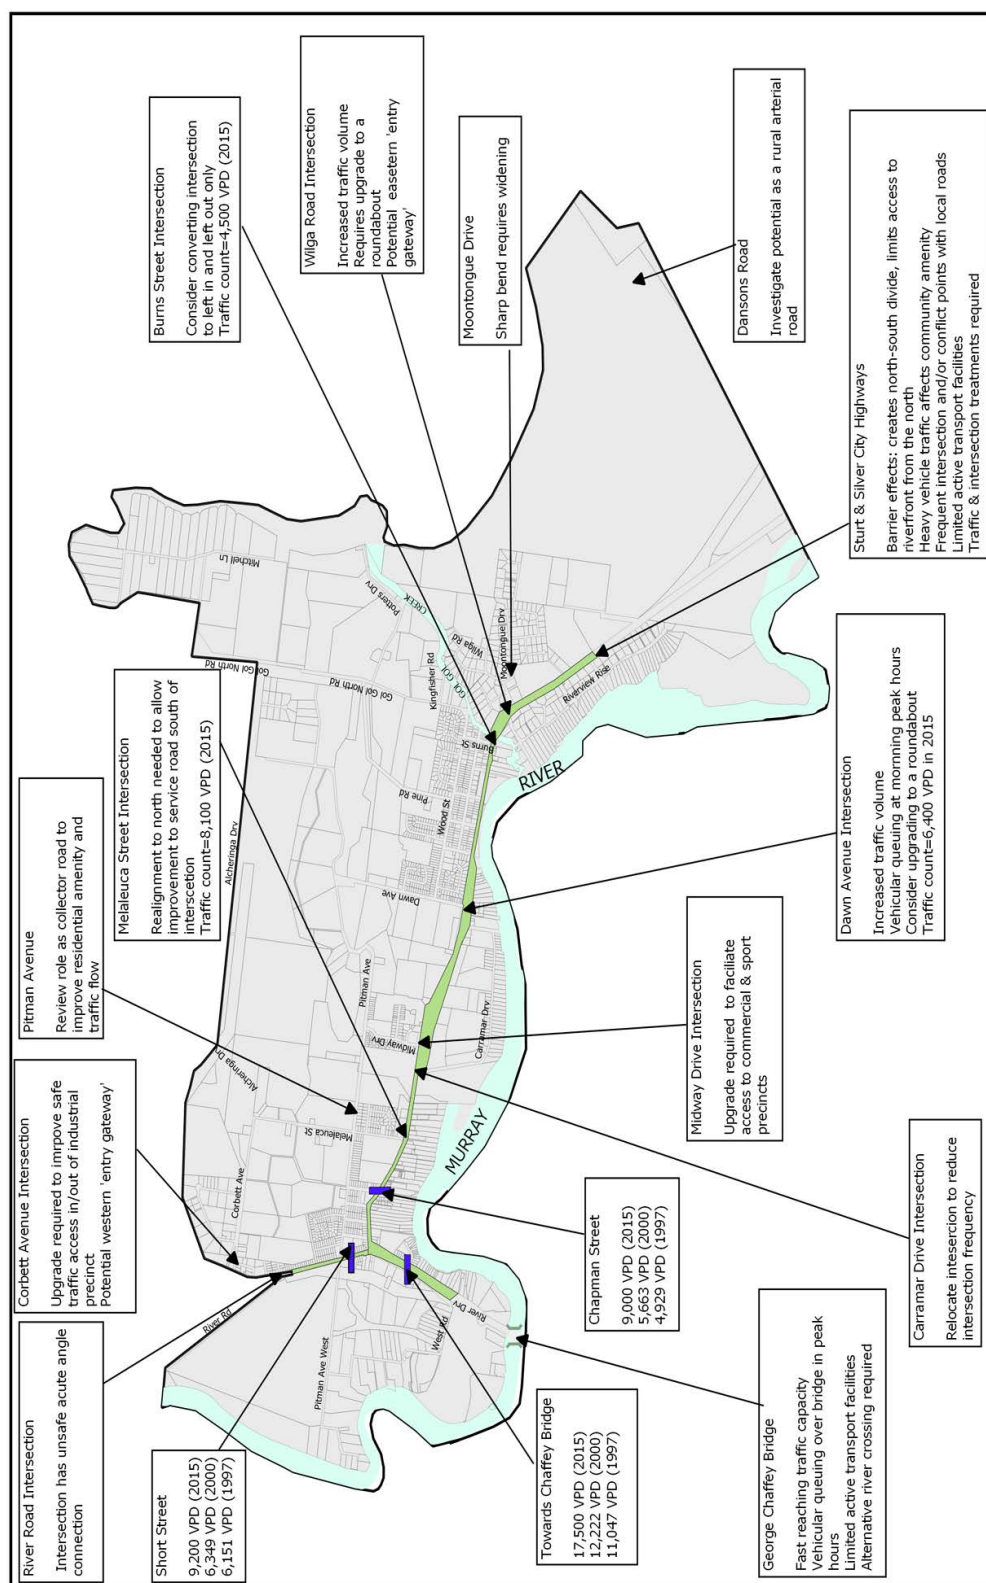 River Road Intersection
Intersection has unsafe acute angle
connection
Corbett Avenue Intersection
Upgrade required to improve safe
traffic access in/out of industrial
precinct
Potential western 'entry gateway'
Pitman Avenue
Review role as collector road to
improve residential amenity and
traffic flow
Melaleuca Street Intersection
Realignment to north needed to allow
improvement to service road south of
interscetion
Traffic count=8,100 VPD (2015)
Burns Street Intersection
Consider converting intersection
to left in and left out only
Traffic count=4,500 VPD (2015)
Wilga Road Intersection
Increased traffic volume
Requires upgrade to a
roundabout
Potential easetern 'entry
gateway'
Moontongue Drive
Sharp bend requires widening
Dansons Road
Investigate potential as a rural arterial
road
Short Street
9,200 VPD (2015)
6,349 VPD (2000)
6,151 VPD (1997)
Towards Chaffey Bridge
17,500 VPD (2015)
12,222 VPD (2000)
11,047 VPD (1997)
Chapman Street
9,000 VPD (2015)
5,663 VPD (2000)
4,929 VPD (1997)
George Chaffey Bridge
Fast reaching traffic capacity
Vehicular queuing over bridge in peak
hours
Limited active transport facilities
Alternative river crossing required
Carramar Drive Intersection
Relocate intesercion to reduce
intersection frequency
Midway Drive Intersection
Upgrade required to faciliate
access to commercial & sport
precincts
Dawn Avenue Intersection
Increased traffic volume
Vehicular queuing at mornning peak hours
Consider upgrading to a roundabout
Traffic count=6,400 VPD in 2015
Sturt & Silver City Highways
Barrier effects: creates north-south divide, limits access to
riverfront from the north
Heavy vehicle traffic affects community amenity
Frequent intersection and/or conflict points with local roads
Limited active transport facilities
Traffic & intersection treatments required
River Rd
Corbett Ave
Alcheringa Drv
Alcheringa Drv
Melaleuca St
Pitman Ave
Pitman Ave West
West Rd
River Drv
Midway Drv
Carramar Drv
Dawn Ave
Wood St
Pine Rd
Burns St
Kingfisher Rd
Gol Gol North Rd
Gol Gol North Rd
Mitchell Ln
Potters Drv
Wilga Rd
Moontongue Drv
Riverview Rise
GOL GOL
CREEK
MURRAY
RIVER